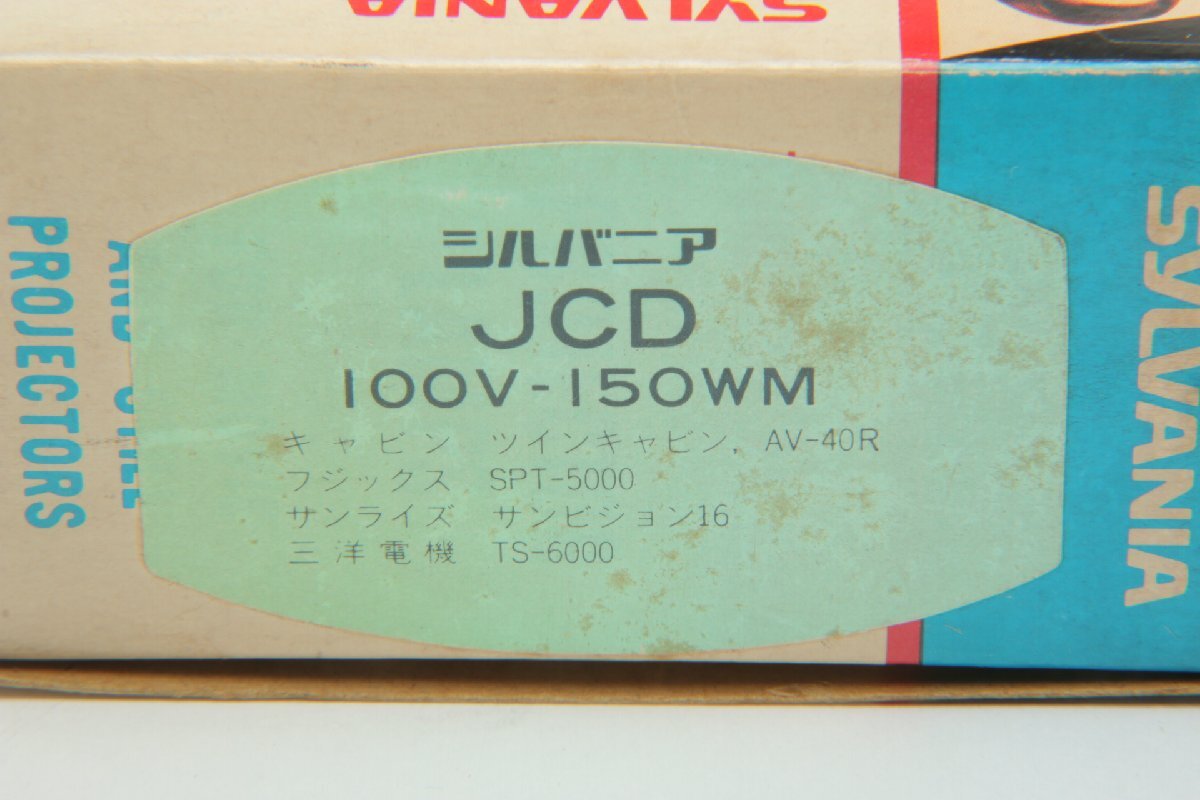 SYLVANIA
シルバニア
JCD
100V-150WM
キャビン ツインキャビン, AV-40R
フジックス SPT-5000
サンライズ サンビジョン16
三洋電機 TS-6000
AND
PROJECTORS
SYLVANIA